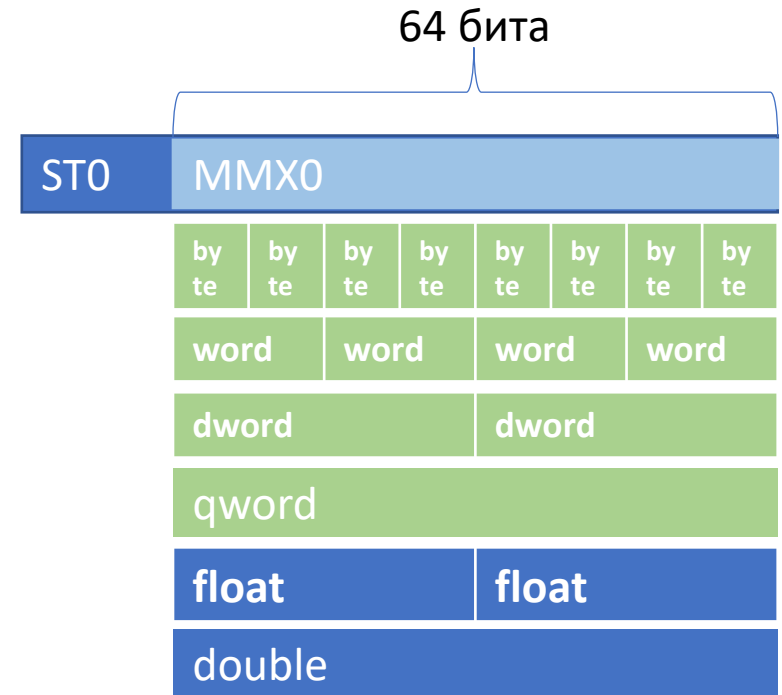 64 бита
ST0 MMX0
by te by te by te by te by te by te by te by te
word word word word
dword dword
qword
float float
double